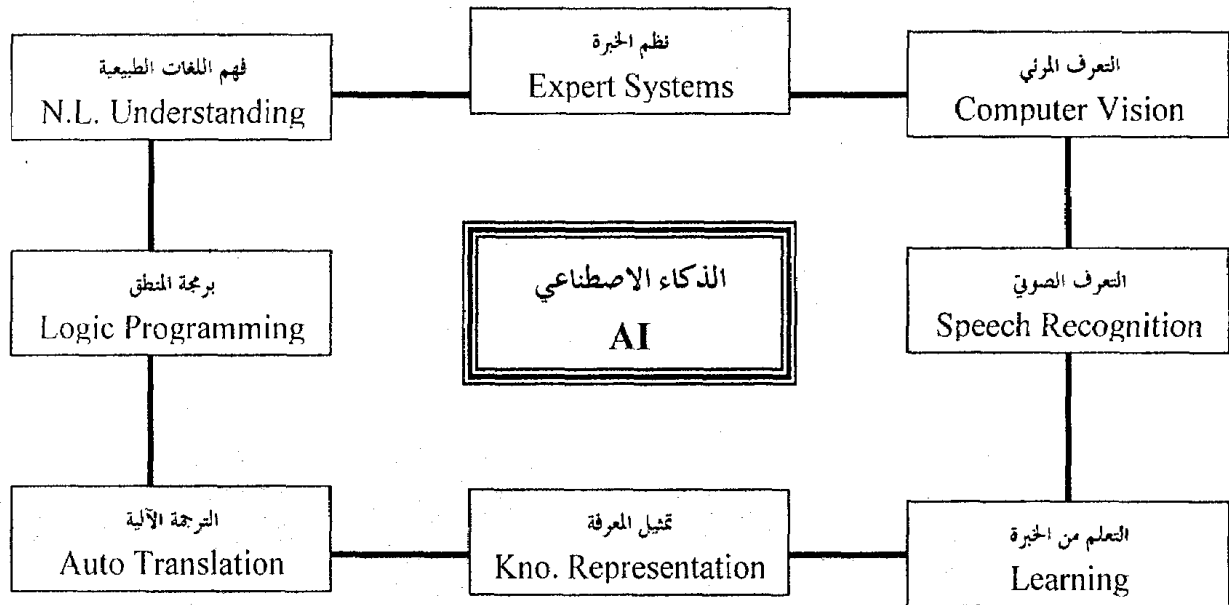 نظم الخبرة
Expert Systems
فهم اللغات الطبيعية
N.L. Understanding
التعرف المرئي
Computer Vision
برمجة المنطق
Logic Programming
الذكاء الاصطناعي
AI
التعرف الصوتي
Speech Recognition
الترجمة الآلية
Auto Translation
تمثيل المعرفة
Kno. Representation
التعلم من الخبرة
Learning